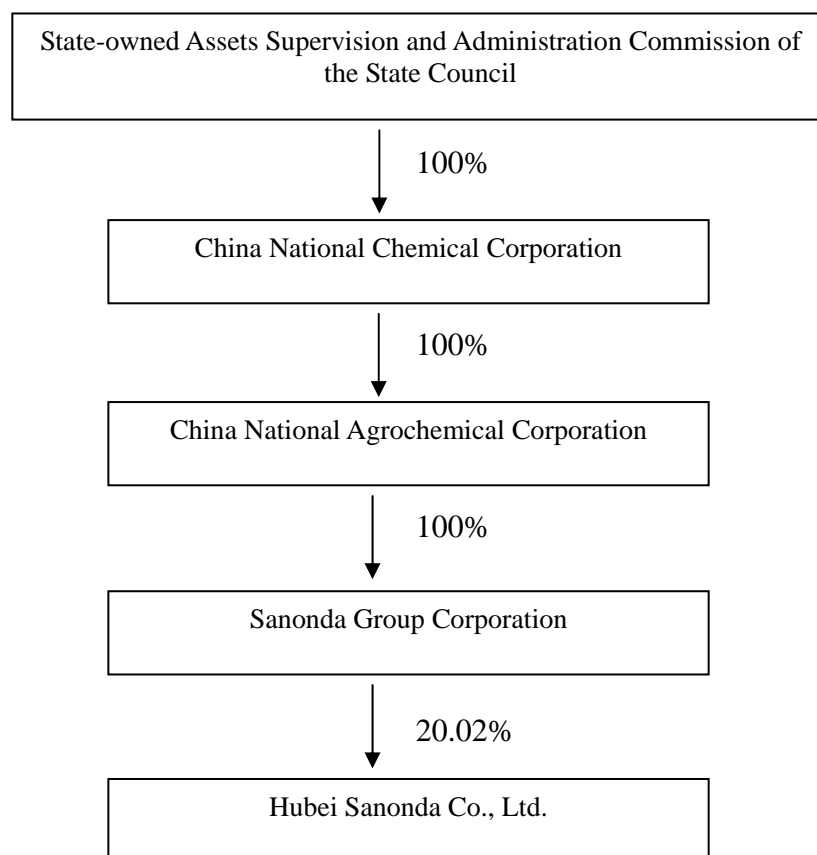 State-owned Assets Supervision and Administration Commission of
the State Council
100%
China National Chemical Corporation
100%
China National Agrochemical Corporation
100%
Sanonda Group Corporation
20.02%
Hubei Sanonda Co., Ltd.